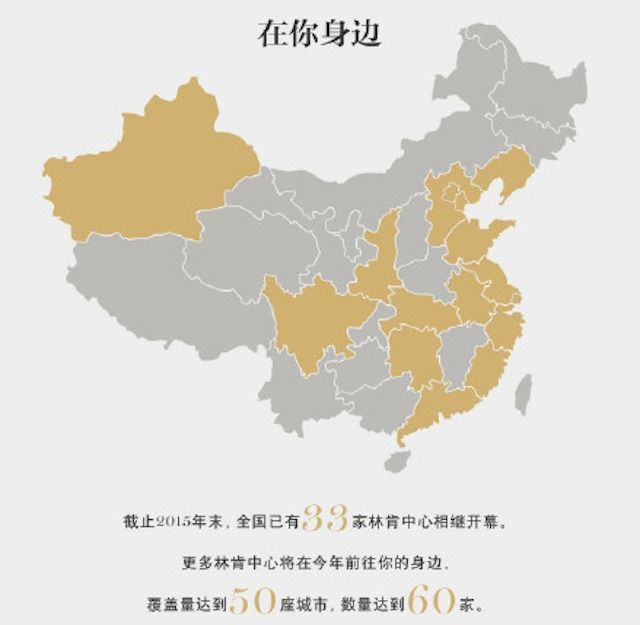 在你身边
截止2015年末，全国已有33家林肯中心相继开幕。
更多林肯中心将在今年前往你的身边，
覆盖量达到50座城市，数量达到60家。